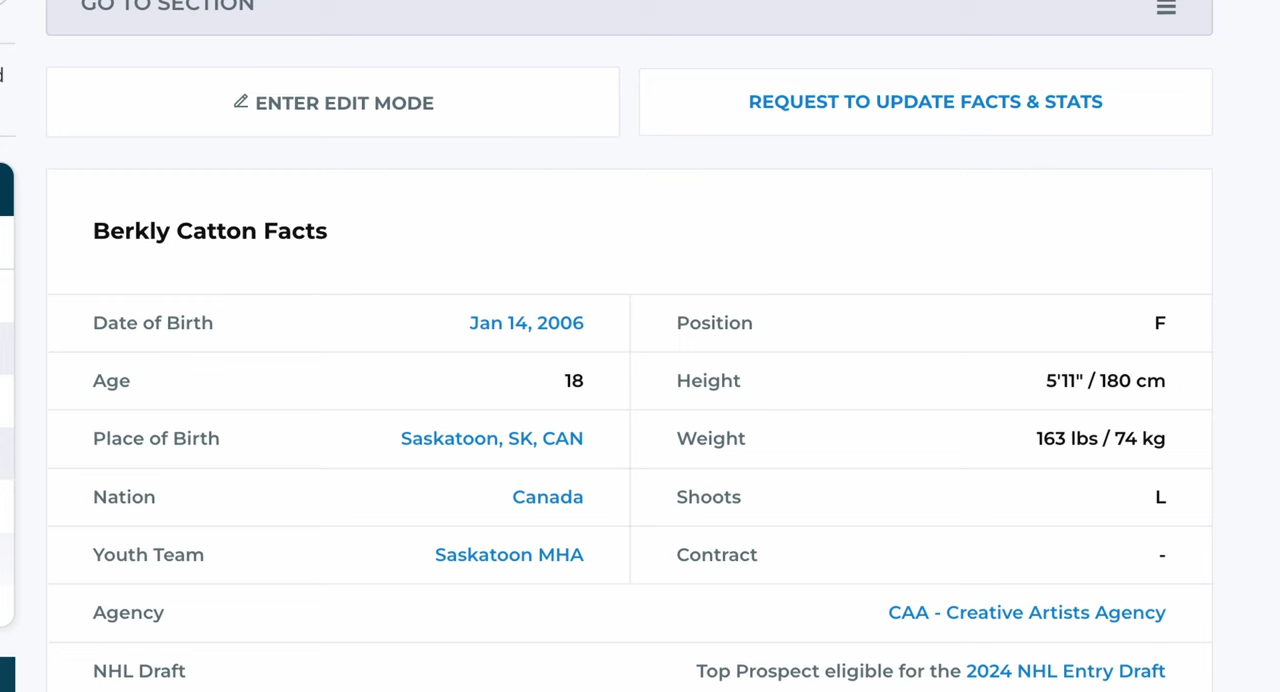 GO TO SECTION
d
ENTER EDIT MODE
REQUEST TO UPDATE FACTS & STATS
Berkly Catton Facts
Date of Birth Jan 14, 2006 Position F
Age 18 Height 5'11" / 180 cm
Place of Birth Saskatoon, SK, CAN Weight 163 lbs / 74 kg
Nation Canada Shoots L
Youth Team Saskatoon MHA Contract -
Agency CAA - Creative Artists Agency
NHL Draft Top Prospect eligible for the 2024 NHL Entry Draft